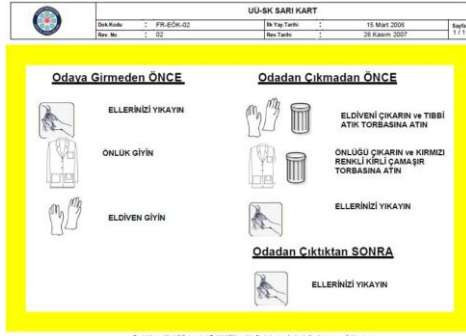 UÜ-SK SARI KART
Dok.Kodu : FR-EÖK-02 İlk Yay.Tarihi : 15 Mart 2006 Sayfa
Rev. No : 02 Rev.Tarihi : 26 Kasım 2007 1 / 1
Odaya Girmeden ÖNCE
ELLERİNİZİ YIKAYIN
ÖNLÜK GİYİN
ELDİVEN GİYİN
Odadan Çıkmadan ÖNCE
ELDİVENİ ÇIKARIN ve TIBBİ
ATIK TORBASINA ATIN
ÖNLÜĞÜ ÇIKARIN ve KIRMIZI
RENKLİ KİRLİ ÇAMAŞIR
TORBASINA ATIN
ELLERİNİZİ YIKAYIN
Odadan Çıktıktan SONRA
ELLERİNİZİ YIKAYIN